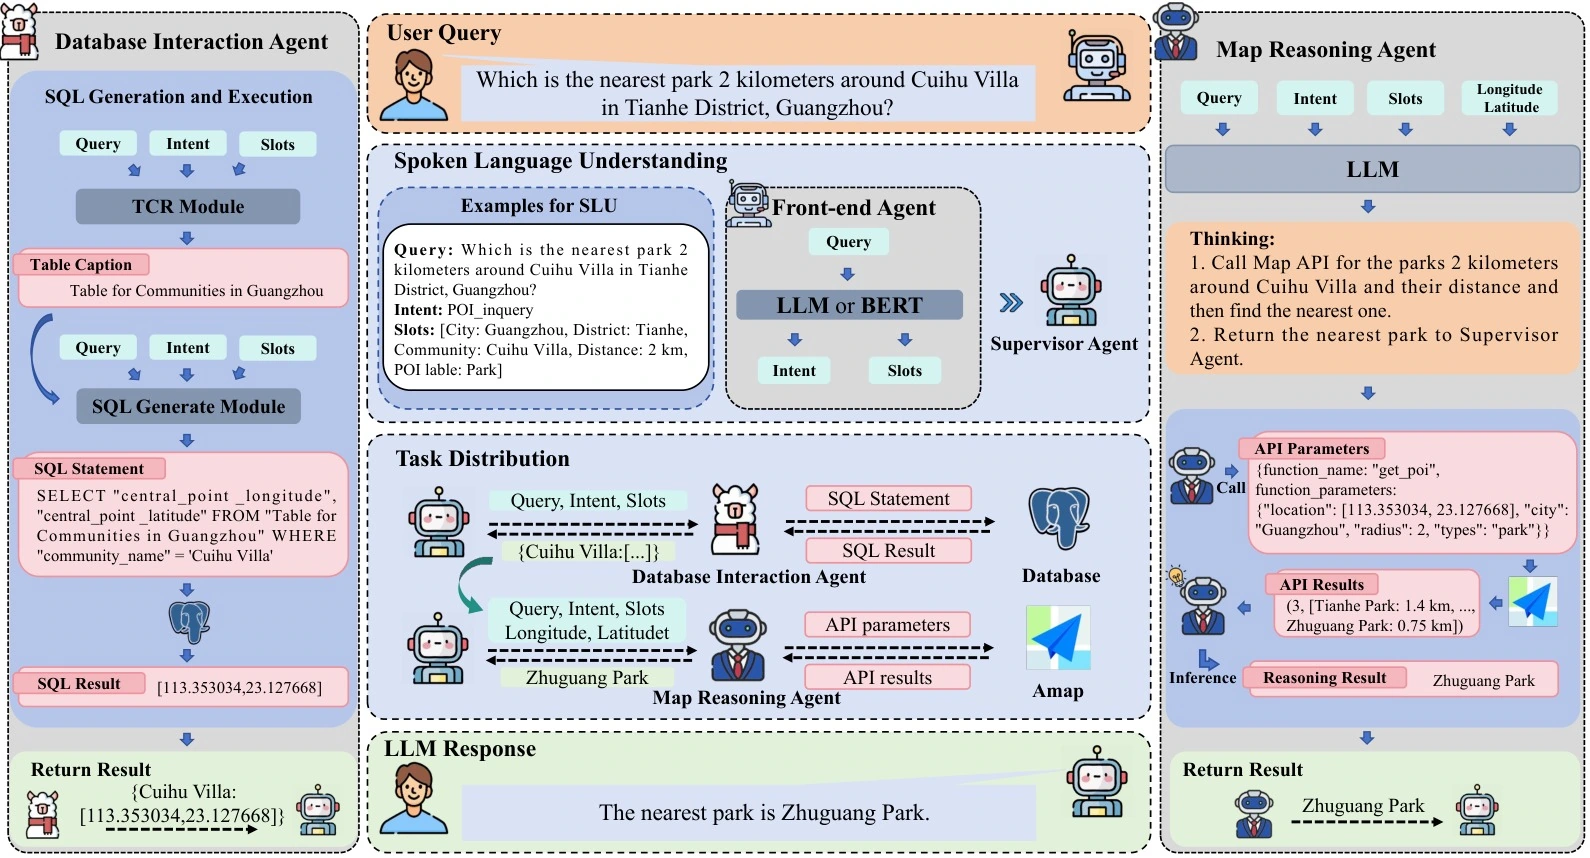 Database Interaction Agent
SQL Generation and Execution
Query
Intent
Slots
TCR Module
Table Caption
Table for Communities in Guangzhou
Query
Intent
Slots
SQL Generate Module
SQL Statement
SELECT "central_point _longitude",
"central_point _latitude" FROM "Table for
Communities in Guangzhou" WHERE
"community_name" = 'Cuihu Villa'
SQL Result
[113.353034,23.127668]
Return Result
{Cuihu Villa:
[113.353034,23.127668]}
User Query
Which is the nearest park 2 kilometers around Cuihu Villa
in Tianhe District, Guangzhou?
Spoken Language Understanding
Examples for SLU
Query: Which is the nearest park 2
kilometers around Cuihu Villa in Tianhe
District, Guangzhou?
Intent: POI_inquery
Slots: [City: Guangzhou, District: Tianhe,
Community: Cuihu Villa, Distance: 2 km,
POI lable: Park]
Front-end Agent
Query
LLM or BERT
Intent
Slots
Supervisor Agent
Task Distribution
Query, Intent, Slots
{Cuihu Villa:[...]}
SQL Statement
SQL Result
Database Interaction Agent
Database
Query, Intent, Slots
Longitude, Latitudet
Zhuguang Park
API parameters
API results
Map Reasoning Agent
Amap
LLM Response
The nearest park is Zhuguang Park.
Map Reasoning Agent
Query
Intent
Slots
Longitude
Latitude
LLM
Thinking:
1. Call Map API for the parks 2 kilometers
around Cuihu Villa and their distance and
then find the nearest one.
2. Return the nearest park to Supervisor
Agent.
Call
API Parameters
{function_name: "get_poi",
function_parameters:
{"location": [113.353034, 23.127668], "city":
"Guangzhou", "radius": 2, "types": "park"}}
API Results
(3, [Tianhe Park: 1.4 km, ...,
Zhuguang Park: 0.75 km])
Inference
Reasoning Result
Zhuguang Park
Return Result
Zhuguang Park